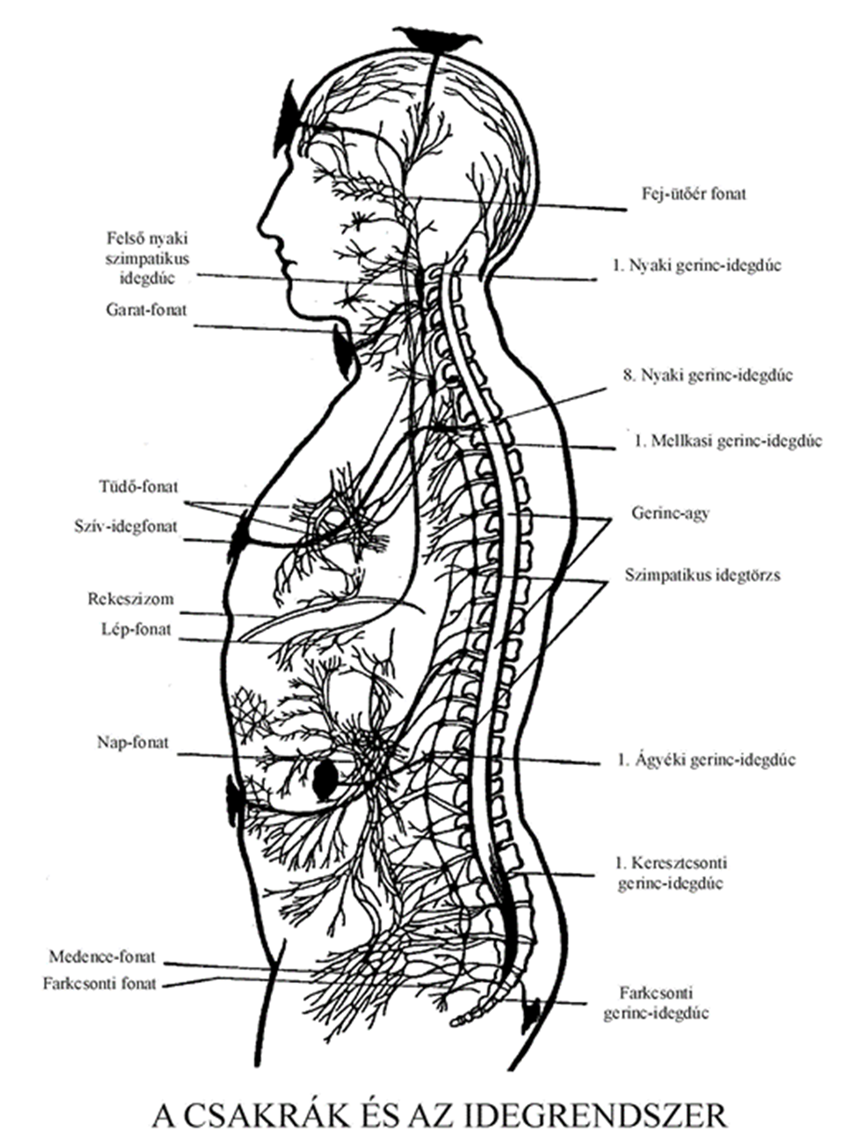 Fej-ütőér fonat
Felső nyaki
szimpatikus
idegdúc
1. Nyaki gerinc-idegdúc
Garat-fonat
8. Nyaki gerinc-idegdúc
1. Mellkasi gerinc-idegdúc
Tüdő-fonat
Gerinc-agy
Szív-idegfonat
Szimpatikus idegtörzs
Rekeszizom
Lép-fonat
Nap-fonat
1. Ágyéki gerinc-idegdúc
1. Keresztcsonti
gerinc-idegdúc
Medence-fonat
Farkcsonti fonat
Farkcsonti
gerinc-idegdúc
A CSAKRÁK ÉS AZ IDEGRENDSZER